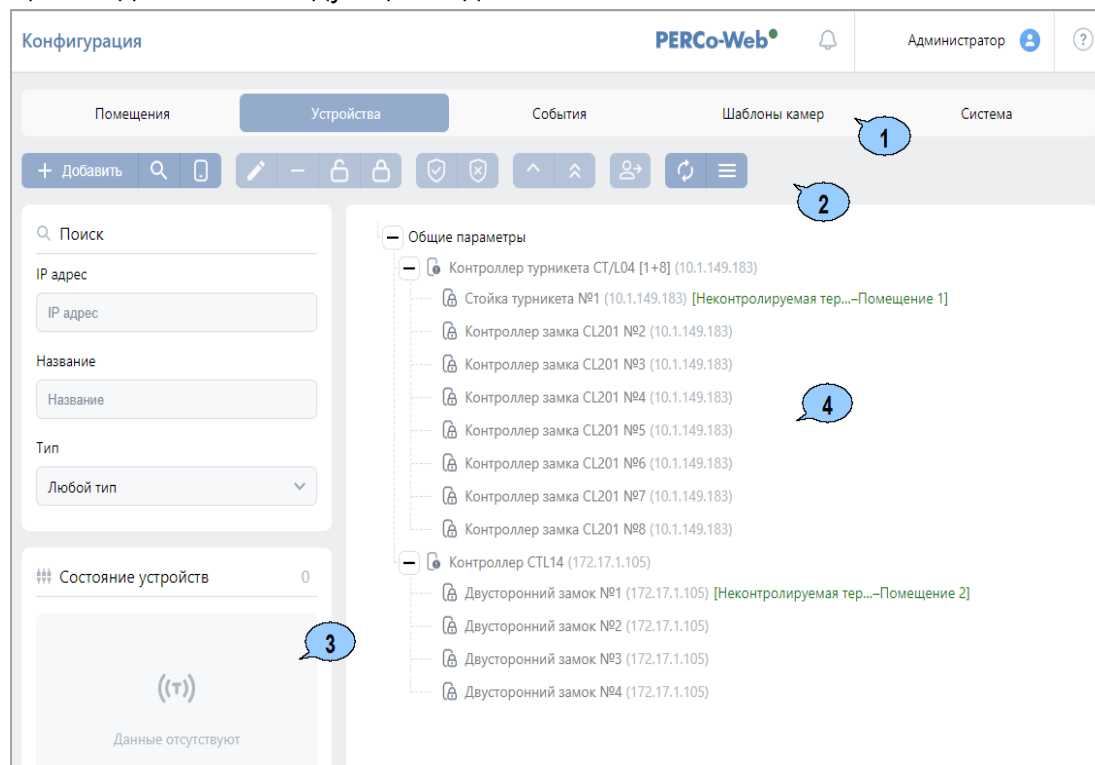 Конфигурация
PERCo-Web
Администратор
?
Помещения
Устройства
События
Шаблоны камер
Система
1
+ Добавить
2
Поиск
IP адрес
IP адрес
Название
Название
Тип
Любой тип
Состояние устройств 0
3
((T))
Данные отсутствуют
Общие параметры
Контроллер турникета CT/L04 [1+8] (10.1.149.183)
Стойка турникета №1 (10.1.149.183) [Неконтролируемая тер...–Помещение 1]
Контроллер замка CL201 №2 (10.1.149.183)
Контроллер замка CL201 №3 (10.1.149.183)
Контроллер замка CL201 №4 (10.1.149.183)
4
Контроллер замка CL201 №5 (10.1.149.183)
Контроллер замка CL201 №6 (10.1.149.183)
Контроллер замка CL201 №7 (10.1.149.183)
Контроллер замка CL201 №8 (10.1.149.183)
Контроллер CTL14 (172.17.1.105)
Двусторонний замок №1 (172.17.1.105) [Неконтролируемая тер...–Помещение 2]
Двусторонний замок №2 (172.17.1.105)
Двусторонний замок №3 (172.17.1.105)
Двусторонний замок №4 (172.17.1.105)